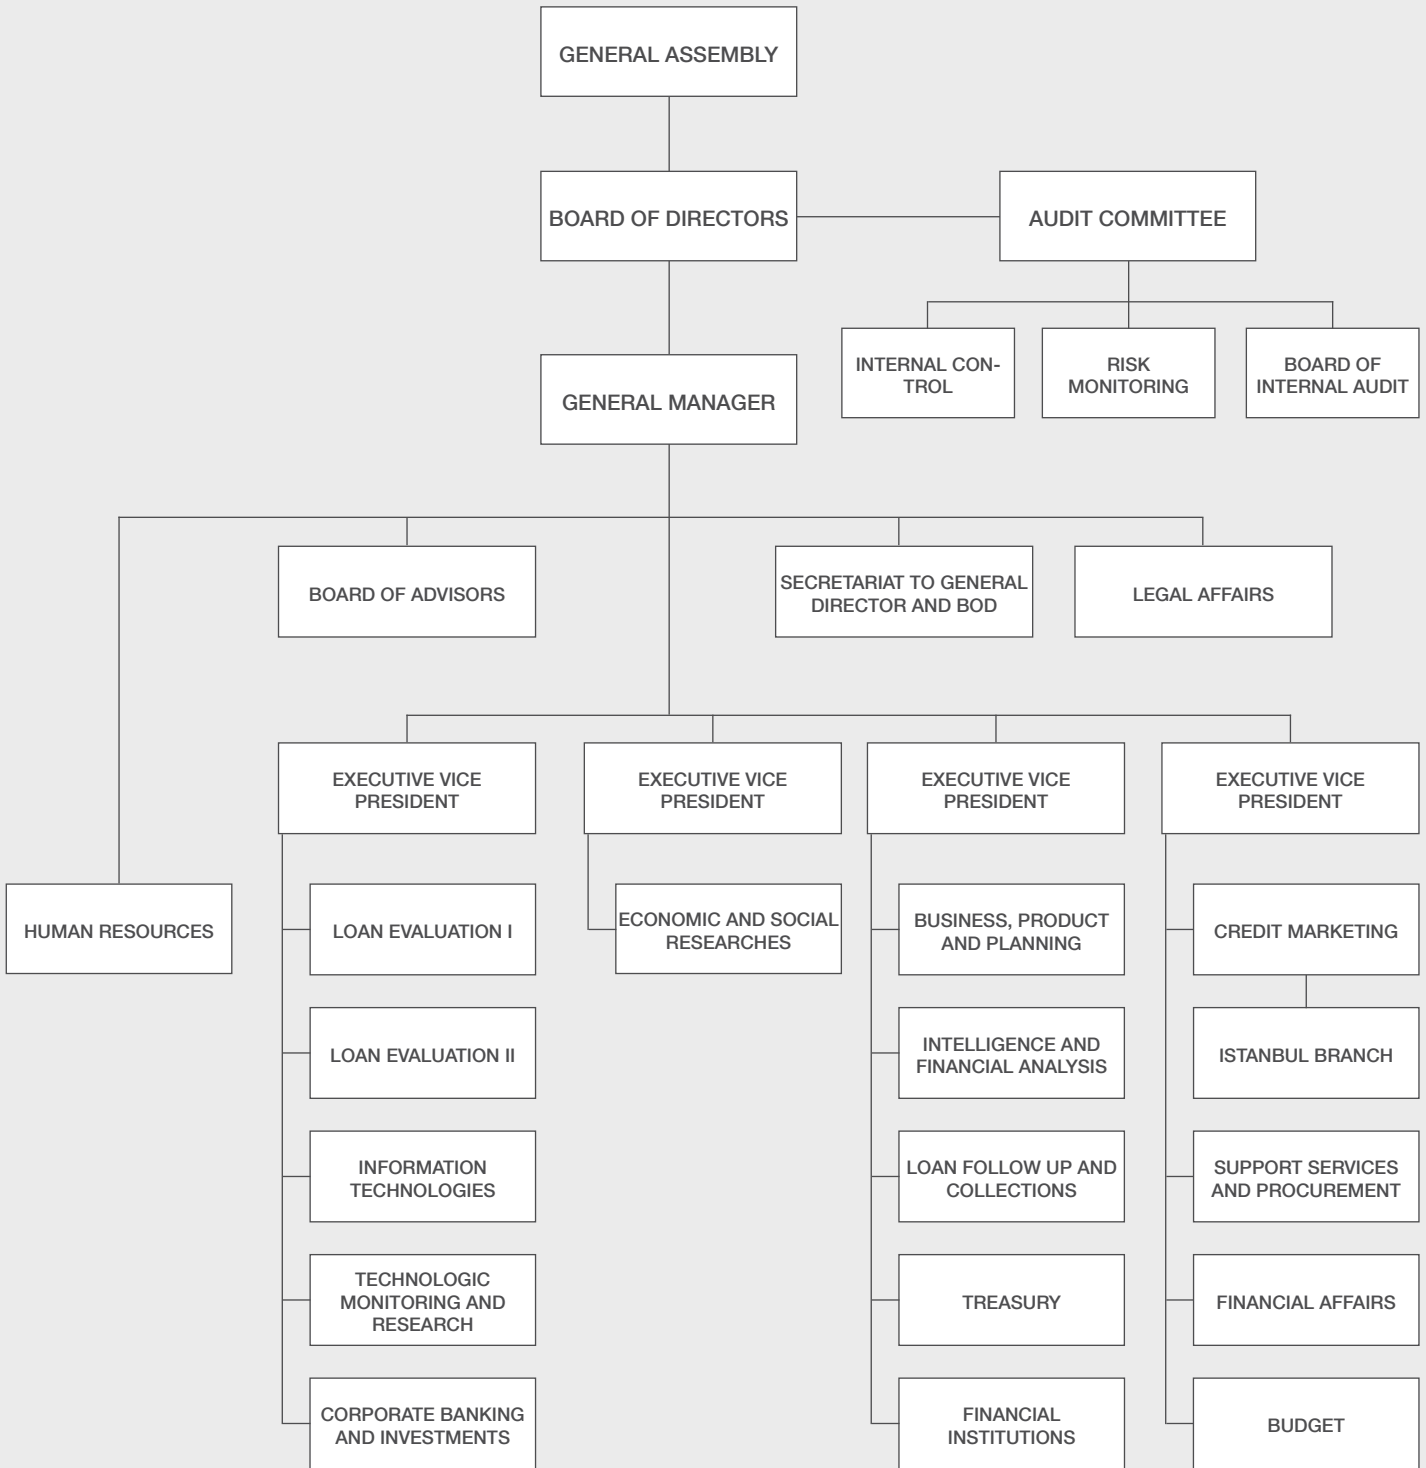 GENERAL ASSEMBLY
BOARD OF DIRECTORS
AUDIT COMMITTEE
INTERNAL CON-
TROL
RISK
MONITORING
BOARD OF
INTERNAL AUDIT
GENERAL MANAGER
BOARD OF ADVISORS
SECRETARIAT TO GENERAL
DIRECTOR AND BOD
LEGAL AFFAIRS
EXECUTIVE VICE
PRESIDENT
EXECUTIVE VICE
PRESIDENT
EXECUTIVE VICE
PRESIDENT
EXECUTIVE VICE
PRESIDENT
HUMAN RESOURCES
LOAN EVALUATION I
ECONOMIC AND SOCIAL
RESEARCHES
BUSINESS, PRODUCT
AND PLANNING
CREDIT MARKETING
LOAN EVALUATION II
INTELLIGENCE AND
FINANCIAL ANALYSIS
ISTANBUL BRANCH
INFORMATION
TECHNOLOGIES
LOAN FOLLOW UP AND
COLLECTIONS
SUPPORT SERVICES
AND PROCUREMENT
TECHNOLOGIC
MONITORING AND
RESEARCH
TREASURY
FINANCIAL AFFAIRS
CORPORATE BANKING
AND INVESTMENTS
FINANCIAL
INSTITUTIONS
BUDGET